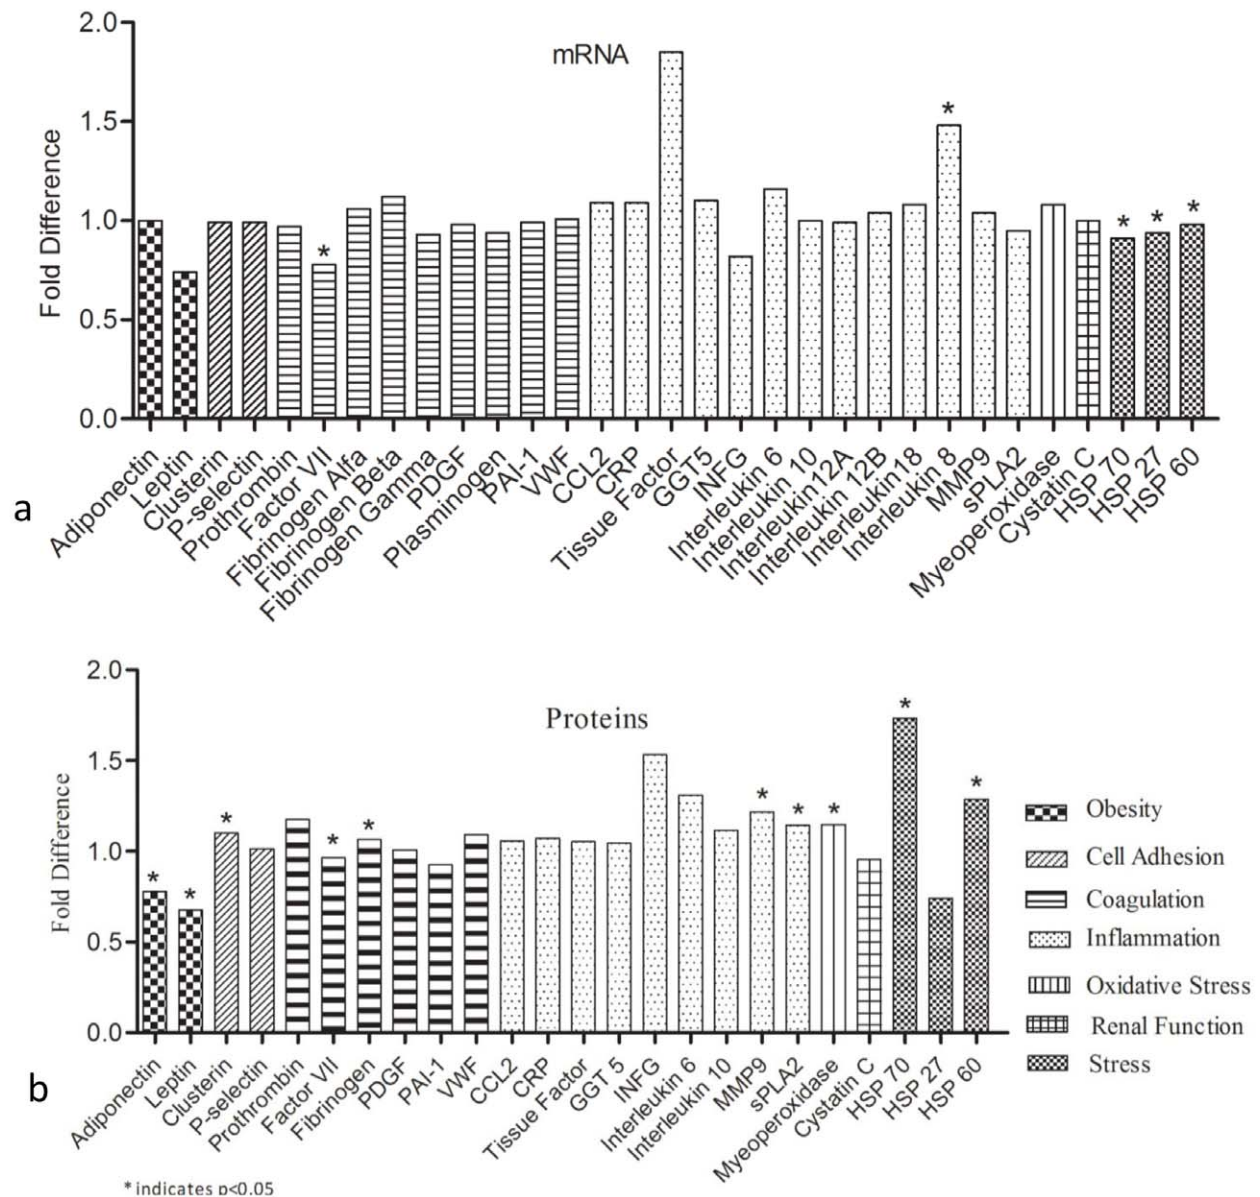 2.0
mRNA
1.5
*
1.0
* * * *
0.5
0.0
Fold Difference
Adiponectin
Leptin
Clusterin
P-selectin
Prothrombin
Factor VII
Fibrinogen Alfa
Fibrinogen Beta
Fibrinogen Gamma
PDGF
Plasminogen
PAI-1
VWF
CCL2
CRP
Tissue Factor
GGT5
INFG
Interleukin 6
Interleukin 10
Interleukin12A
Interleukin 12B
Interleukin18
Interleukin 8
MMP9
sPLA2
Myeoperoxidase
Cystatin C
HSP 70
HSP 27
HSP 60
a
2.0
Proteins
1.5
1.0
0.5
0.0
Fold Difference
* * * * * * * * * *
Adiponectin
Leptin
Clusterin
P-selectin
Prothrombin
Factor VII
Fibrinogen
PDGF
PAI-1
VWF
CCL2
CRP
Tissue Factor
GGT 5
INFG
Interleukin 6
Interleukin 10
MMP9
sPLA2
Myeoperoxidase
Cystatin C
HSP 70
HSP 27
HSP 60
Obesity
Cell Adhesion
Coagulation
Inflammation
Oxidative Stress
Renal Function
Stress
b
* indicates p<0.05